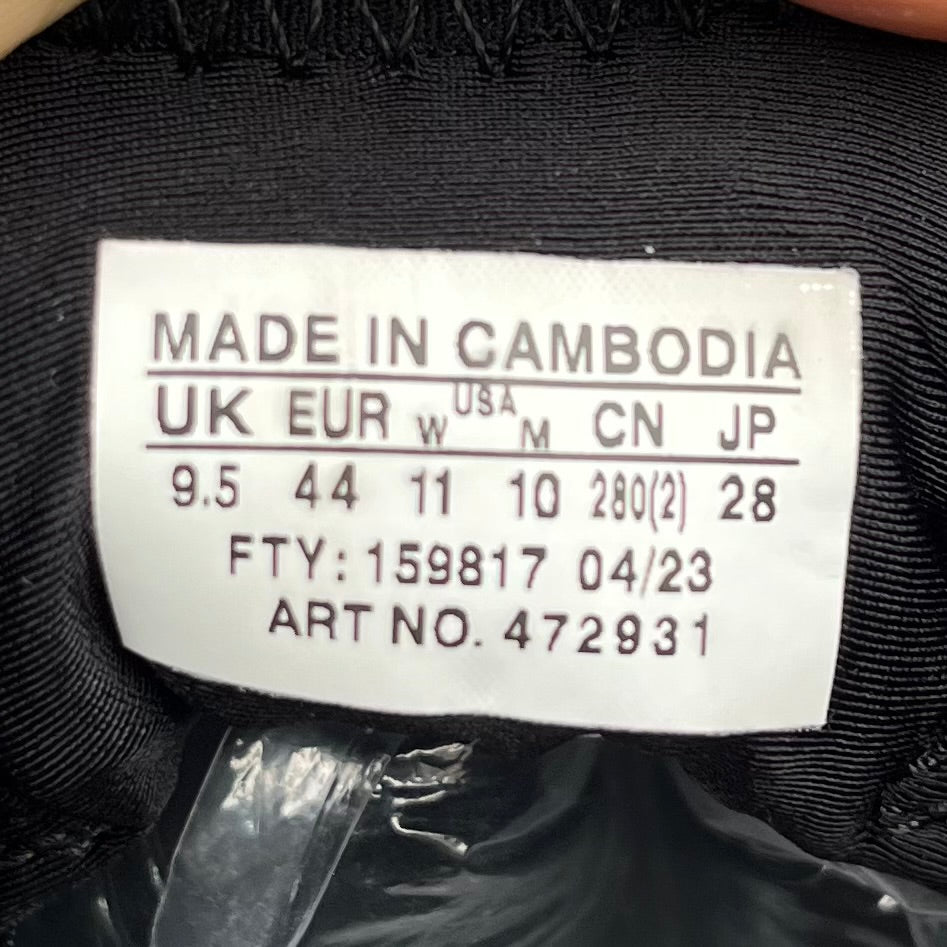 MADE IN CAMBODIA
UK EUR W USA M CN JP
9.5 44 11 10 280(2) 28
FTY: 159817 04/23
ART NO. 472931